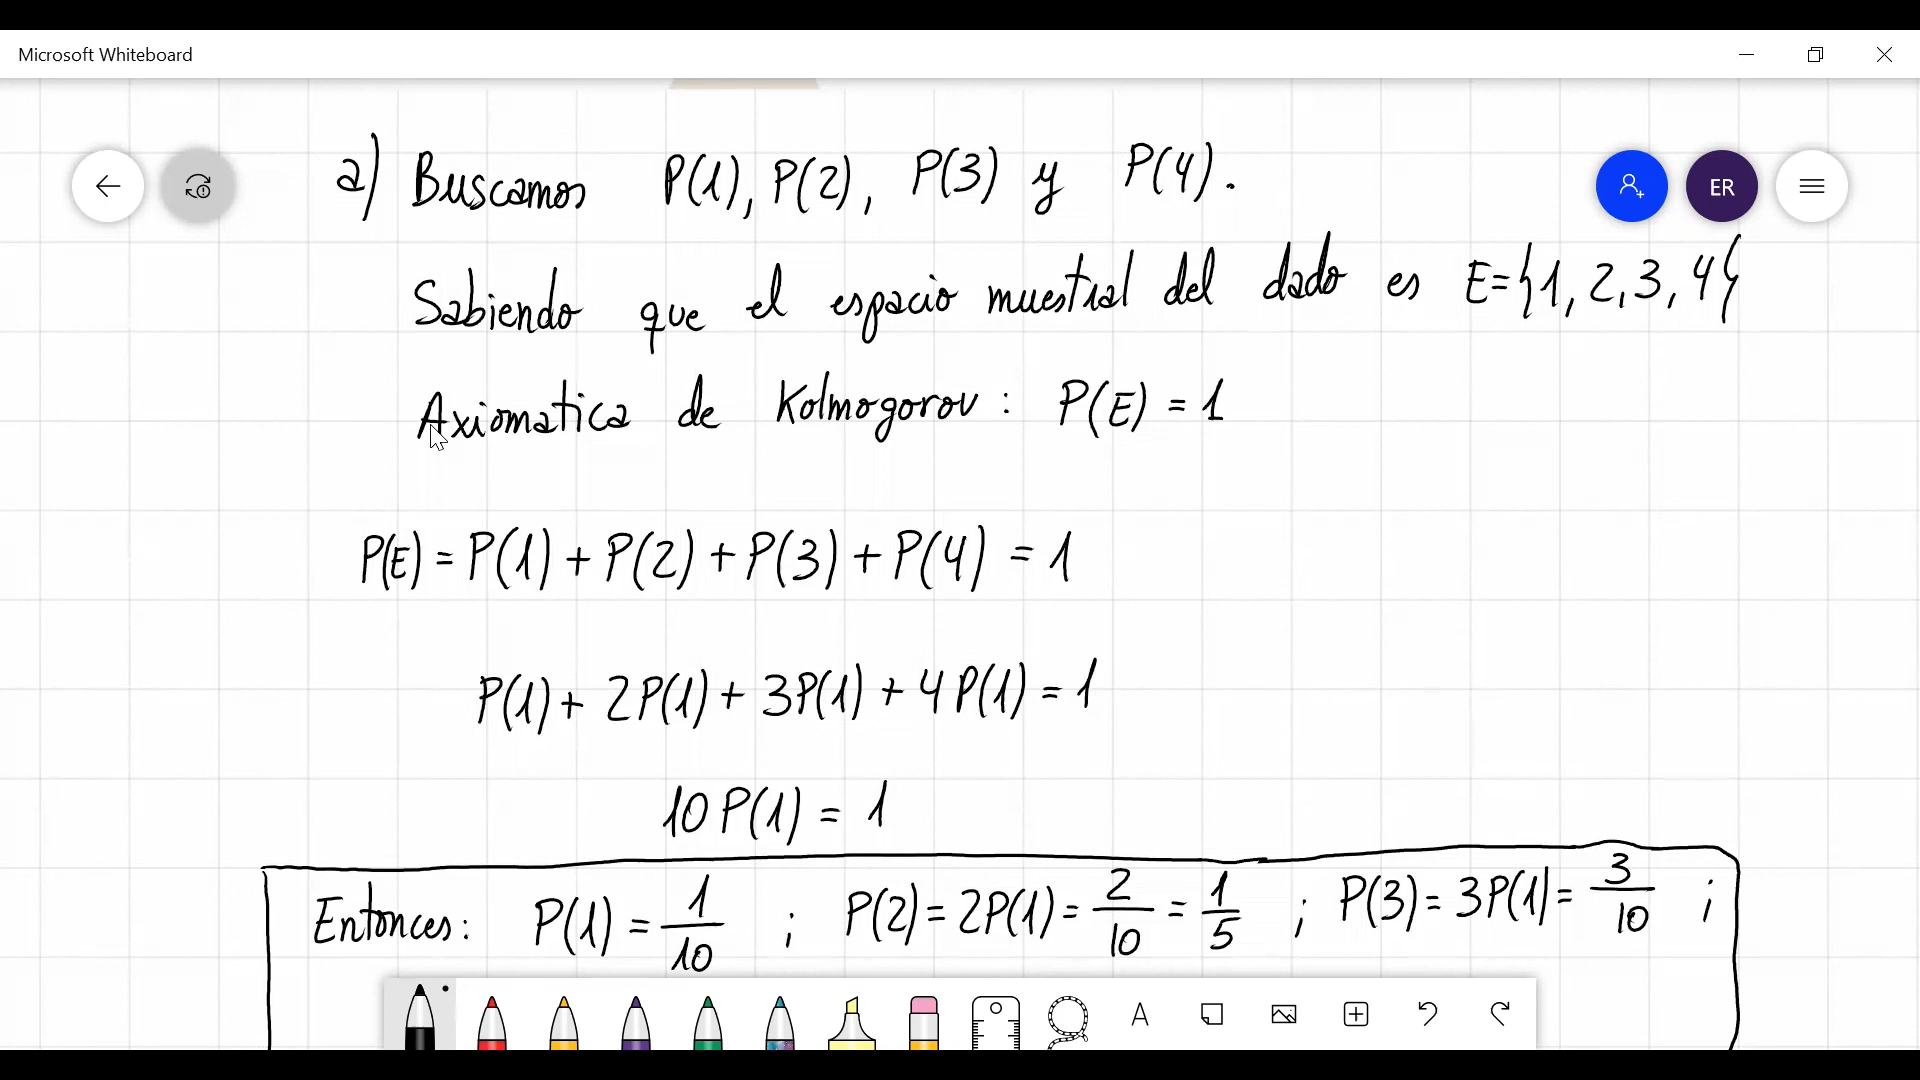 Microsoft Whiteboard
a) Buscamos P(1), P(2), P(3) y P(4).
ER
Sabiendo que el espacio muestral del dado es E={1, 2, 3, 4}
Axiomatica de Kolmogorov: P(E) = 1
P(E) = P(1) + P(2) + P(3) + P(4) = 1
P(1) + 2P(1) + 3P(1) + 4P(1) = 1
10P(1) = 1
Entonces: P(1) = 1/10 ; P(2) = 2P(1) = 2/10 = 1/5 ; P(3) = 3P(1) = 3/10 ;
A